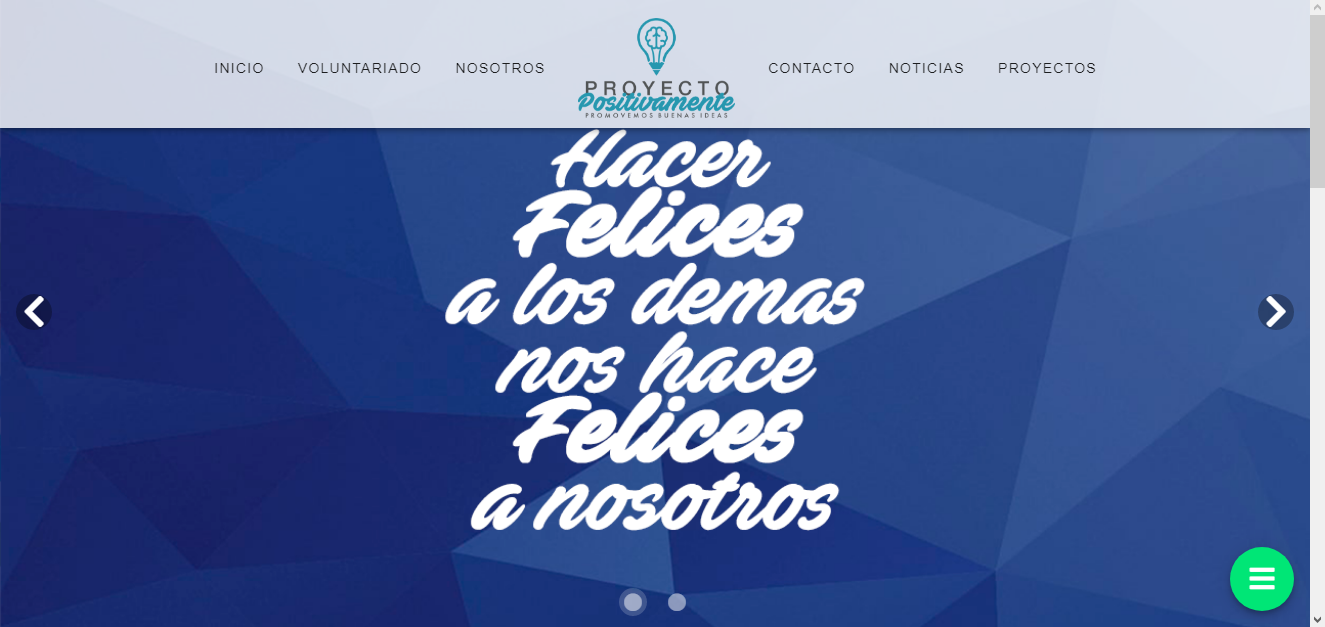 INICIO VOLUNTARIADO NOSOTROS
PROYECTO
Positivamente
PROMOVEMOS BUENAS IDEAS
CONTACTO NOTICIAS PROYECTOS
Hacer
Felices
a los demas
nos hace
Felices
a nosotros